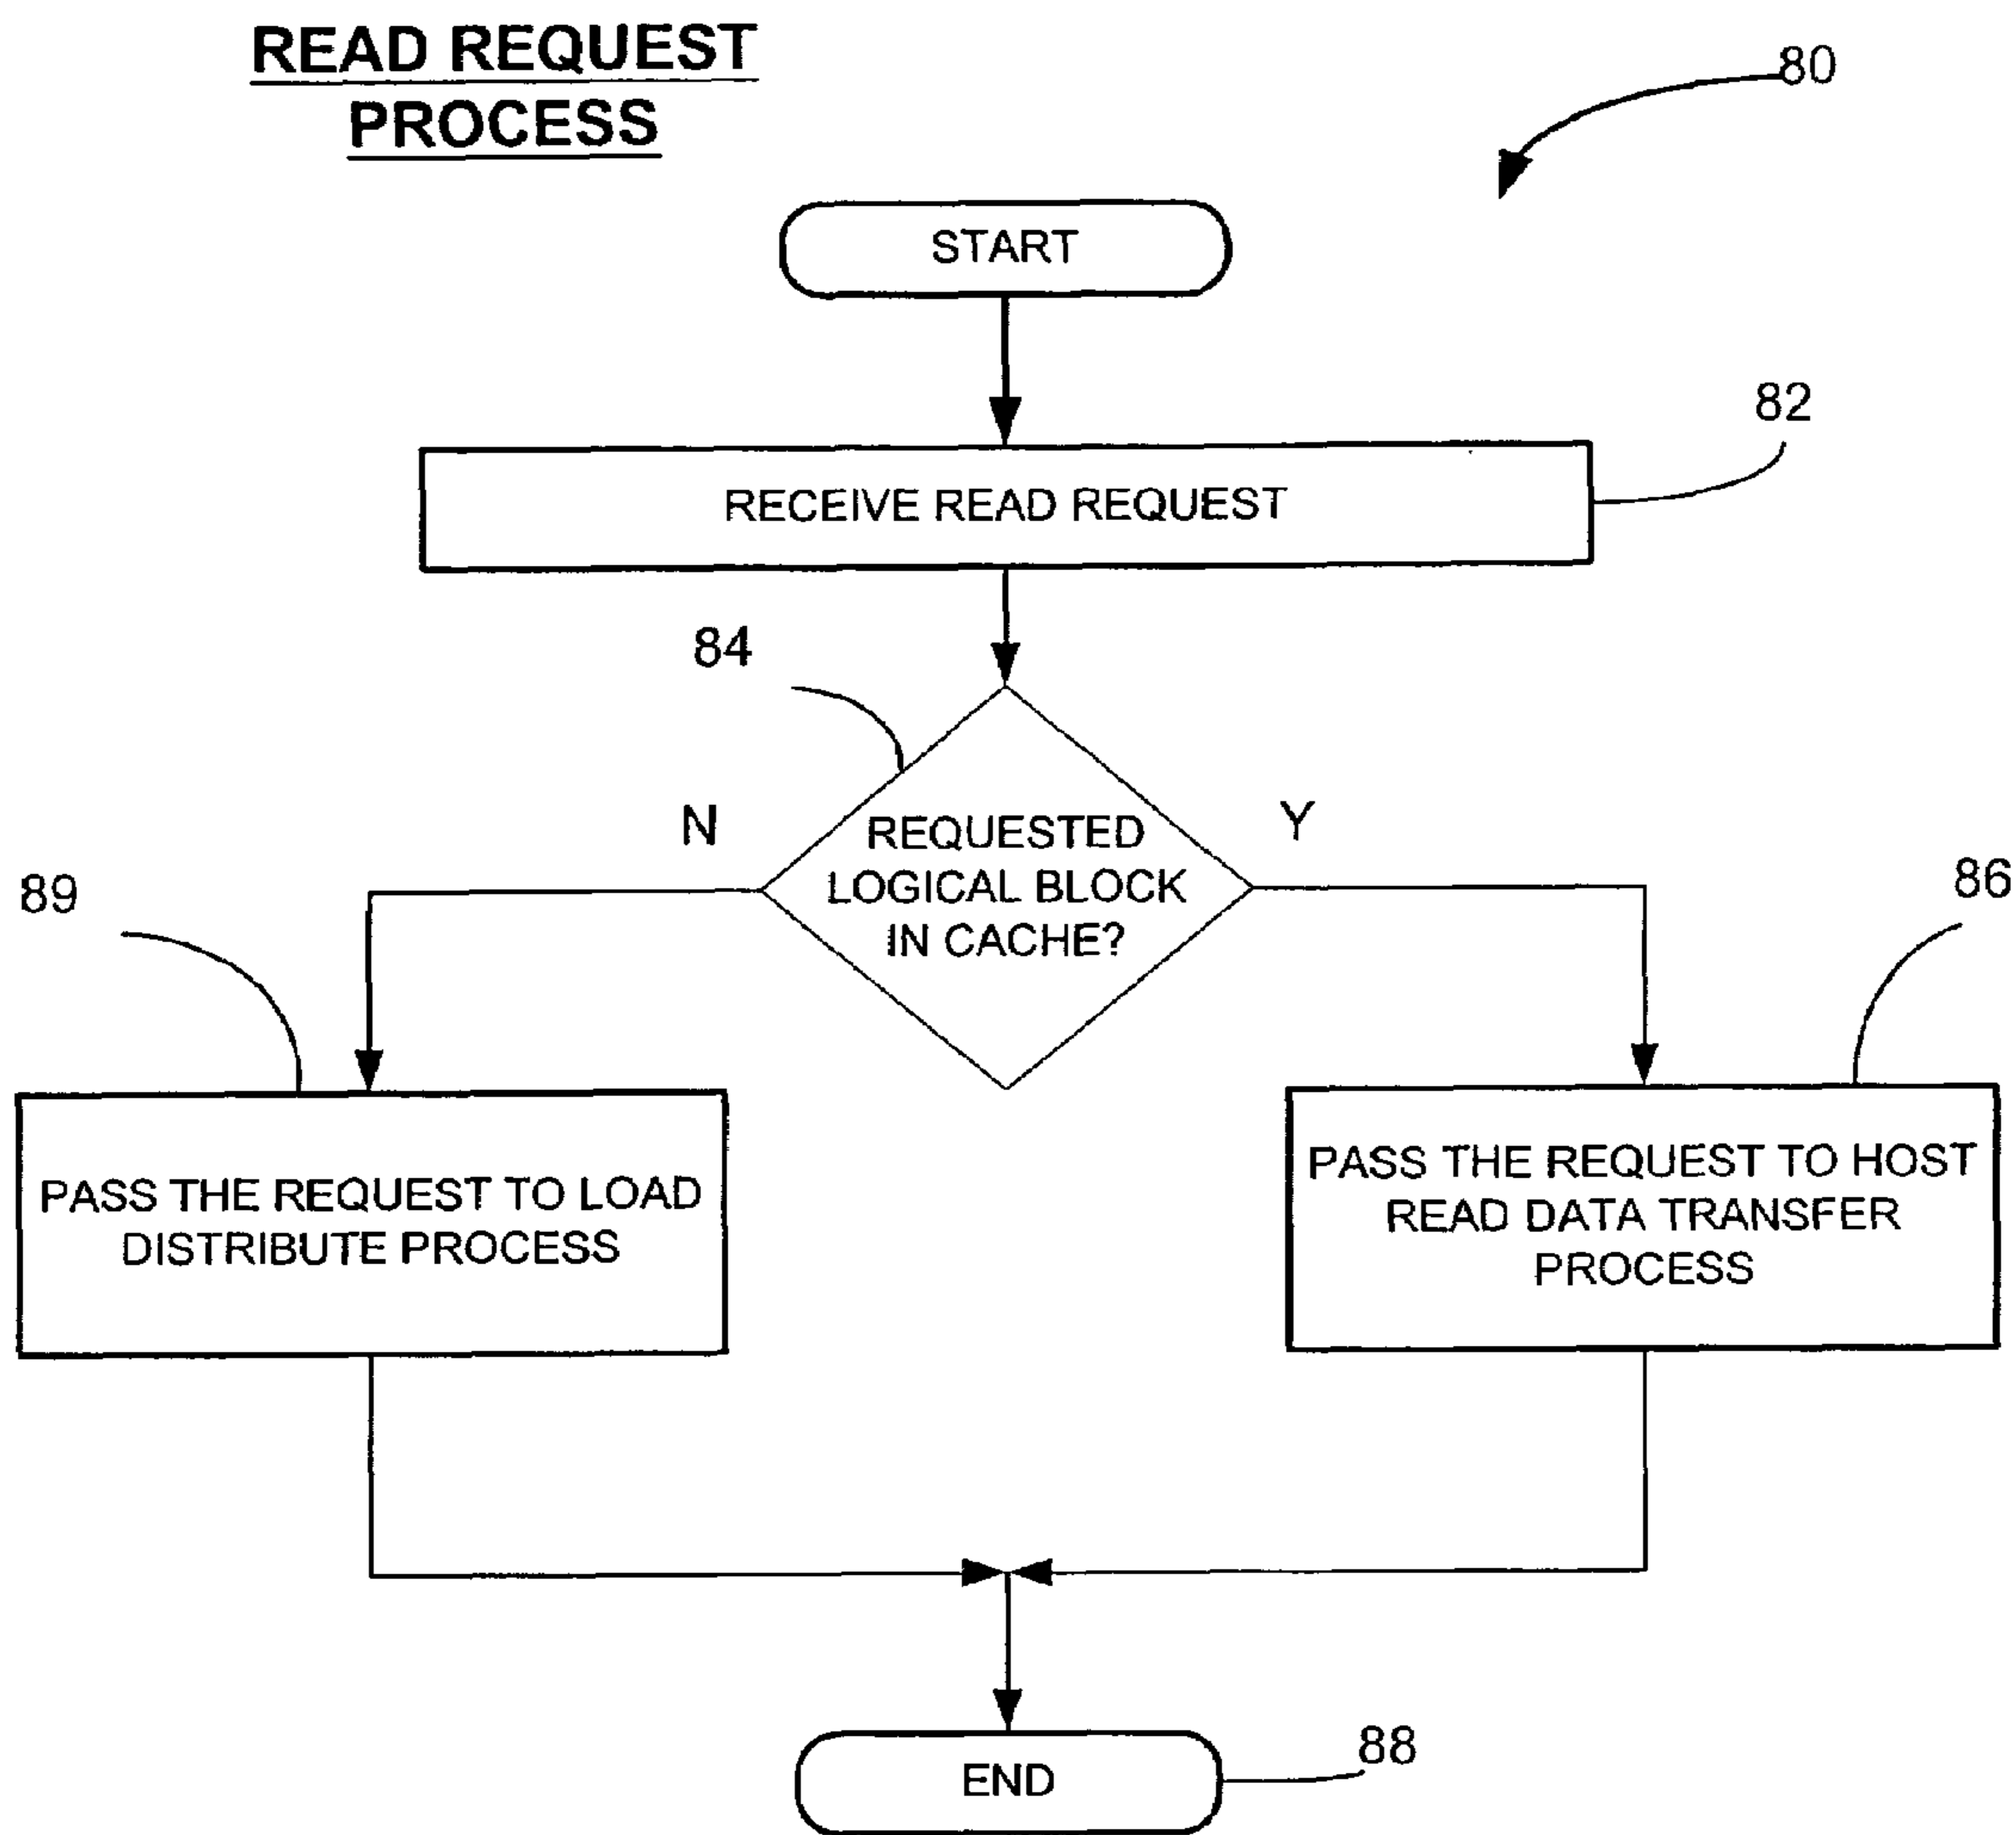 READ REQUEST
PROCESS
80
START
82
RECEIVE READ REQUEST
84
N
REQUESTED
LOGICAL BLOCK
IN CACHE?
Y
89
86
PASS THE REQUEST TO LOAD
DISTRIBUTE PROCESS
PASS THE REQUEST TO HOST
READ DATA TRANSFER
PROCESS
END
88